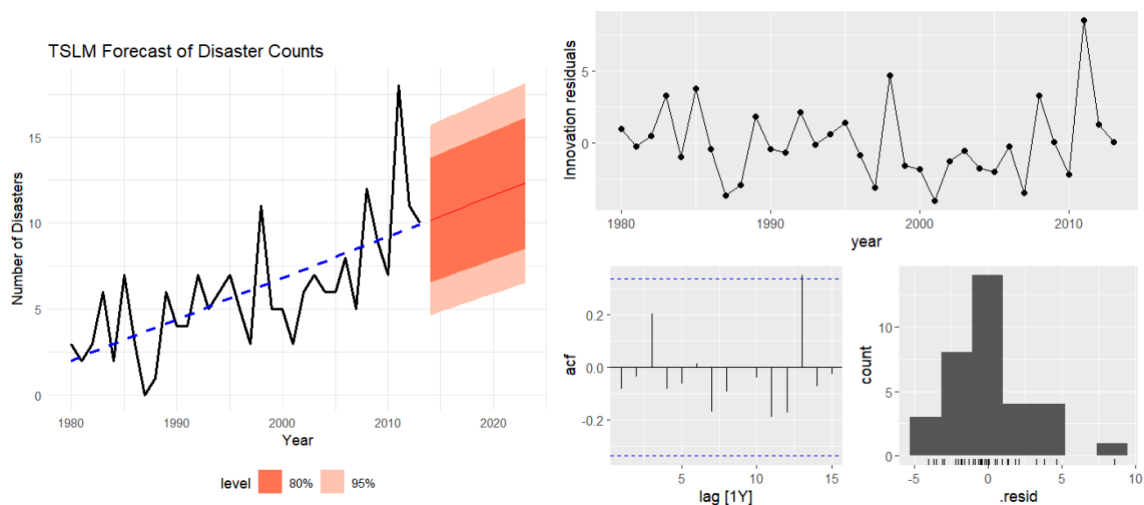 TSLM Forecast of Disaster Counts
Number of Disasters
15
10
5
0
1980
1990
2000
2010
2020
Year
level 80% 95%
Innovation residuals
5
0
1980
1990
2000
2010
year
acf
0.2
0.0
-0.2
5
10
15
lag [1Y]
count
10
5
0
-5
0
5
10
.resid